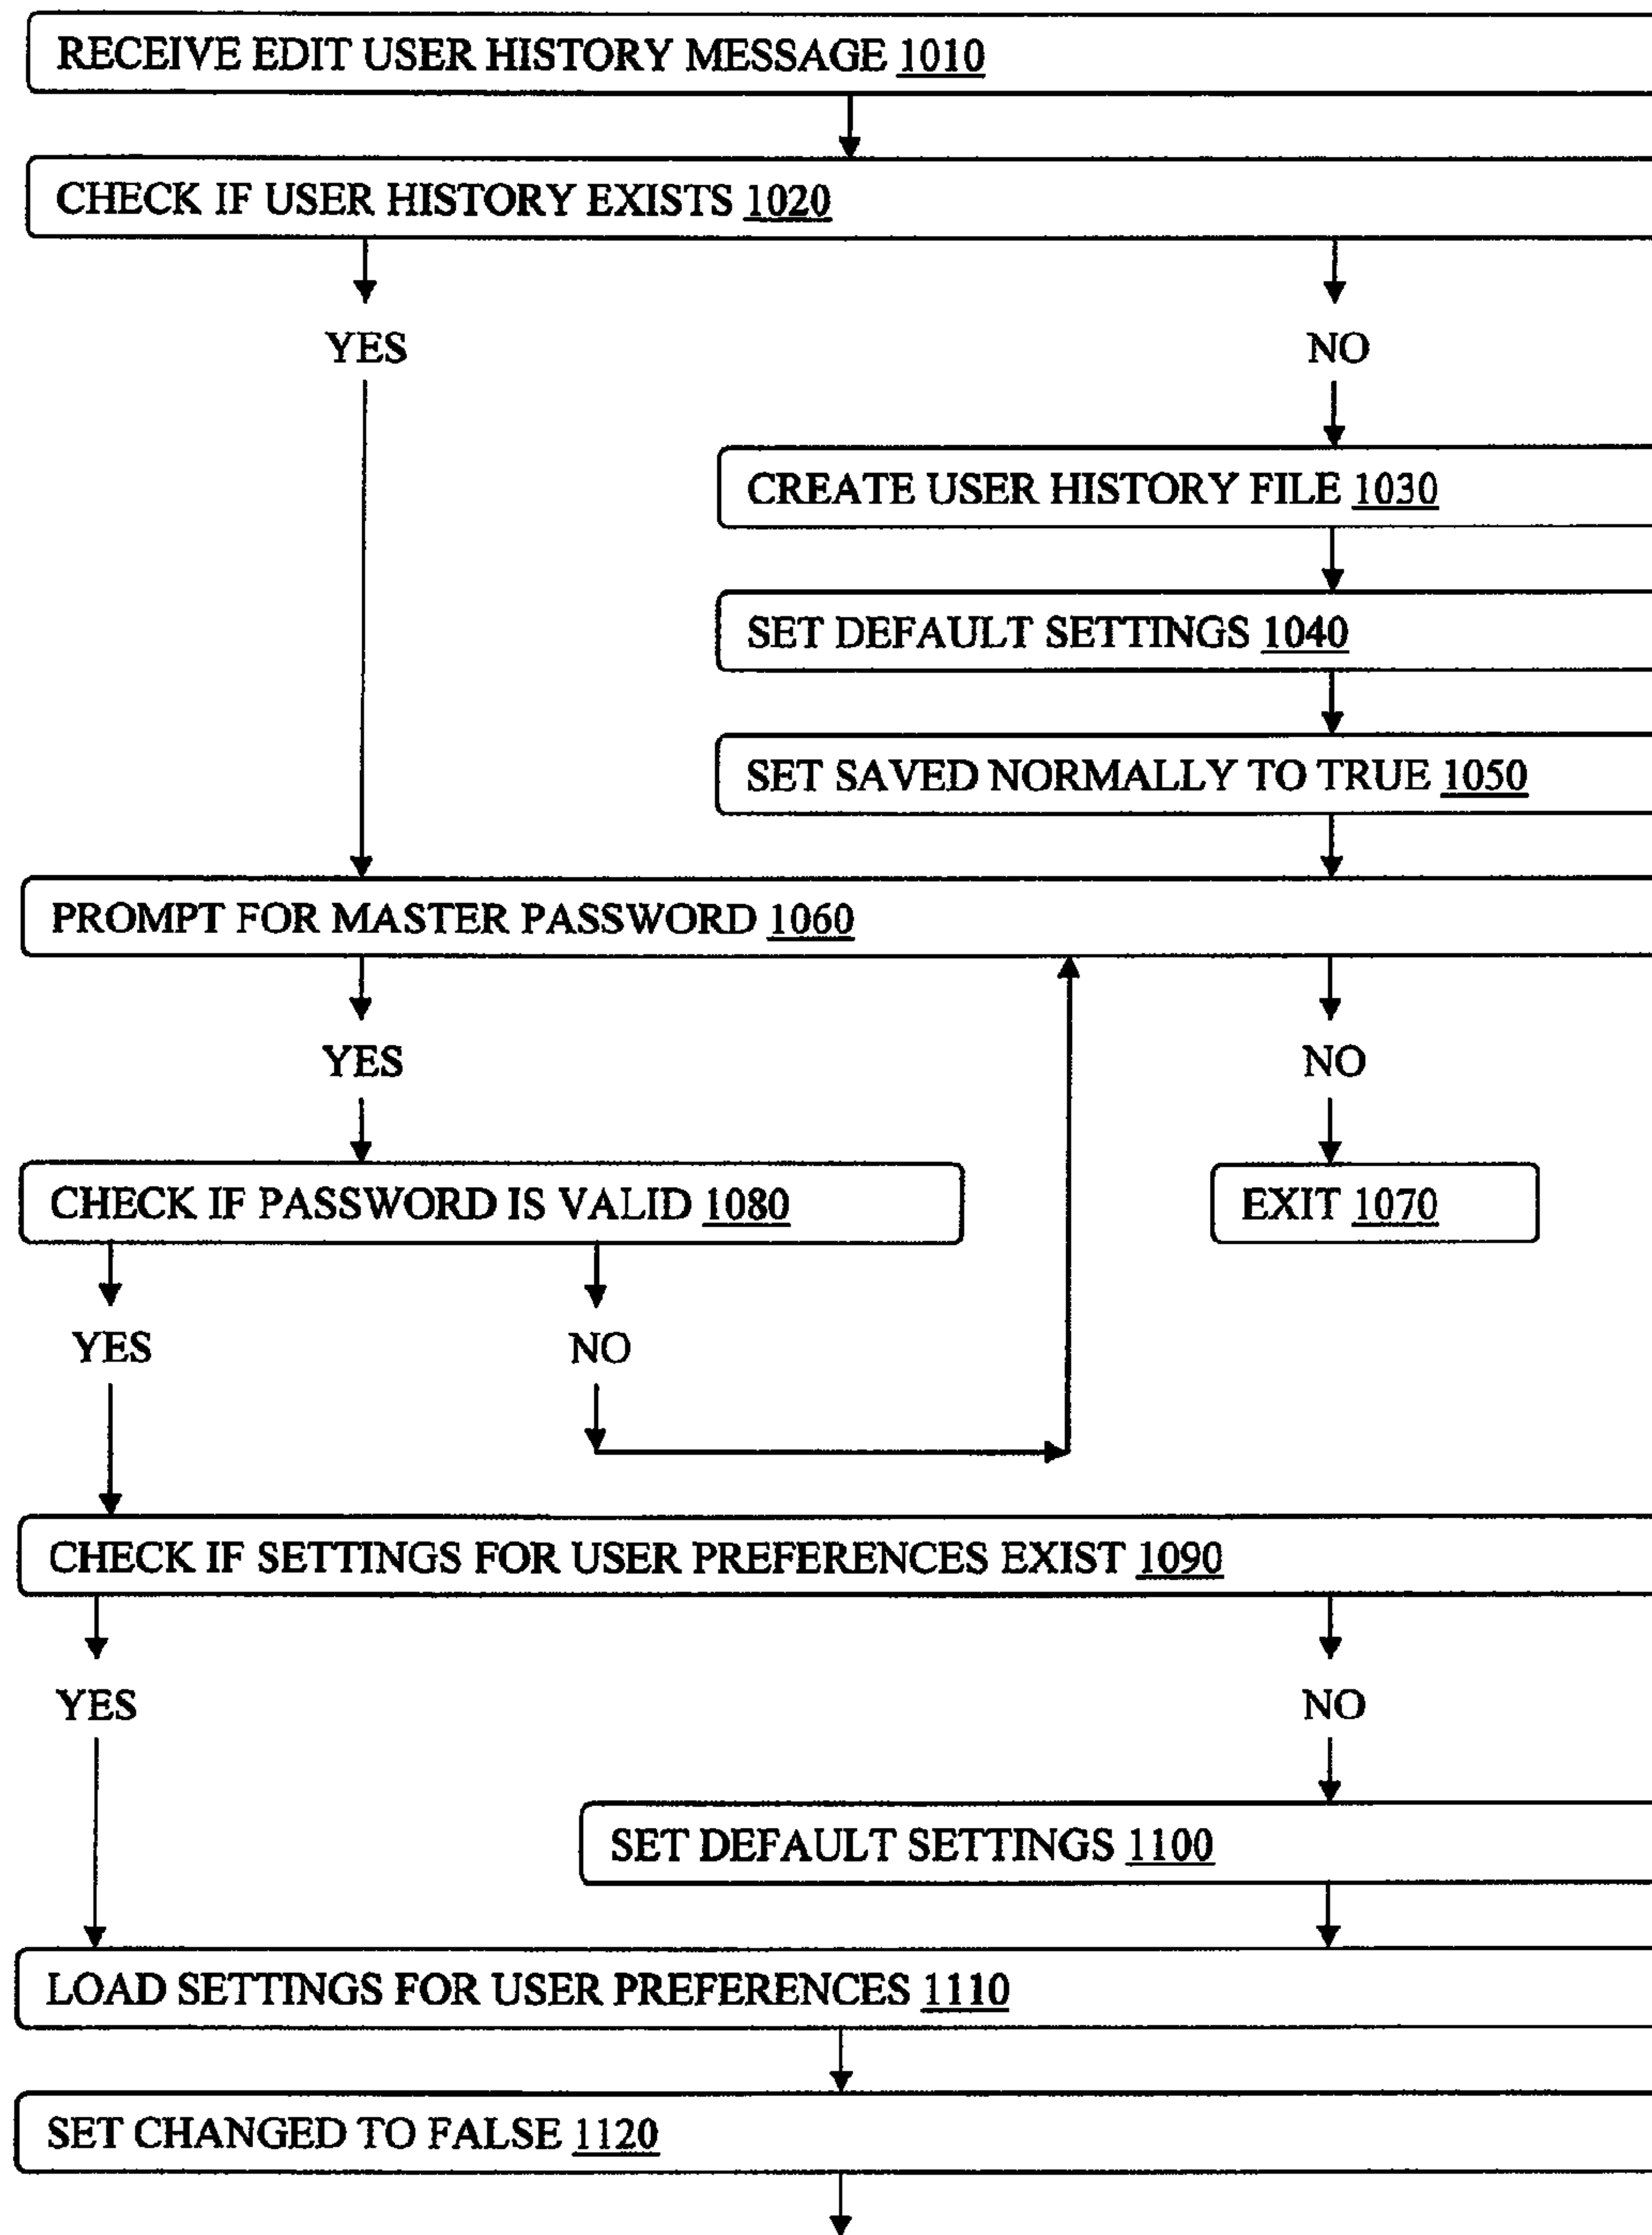 RECEIVE EDIT USER HISTORY MESSAGE 1010
CHECK IF USER HISTORY EXISTS 1020
YES
NO
CREATE USER HISTORY FILE 1030
SET DEFAULT SETTINGS 1040
SET SAVED NORMALLY TO TRUE 1050
PROMPT FOR MASTER PASSWORD 1060
YES
NO
CHECK IF PASSWORD IS VALID 1080
EXIT 1070
YES
NO
CHECK IF SETTINGS FOR USER PREFERENCES EXIST 1090
YES
NO
SET DEFAULT SETTINGS 1100
LOAD SETTINGS FOR USER PREFERENCES 1110
SET CHANGED TO FALSE 1120